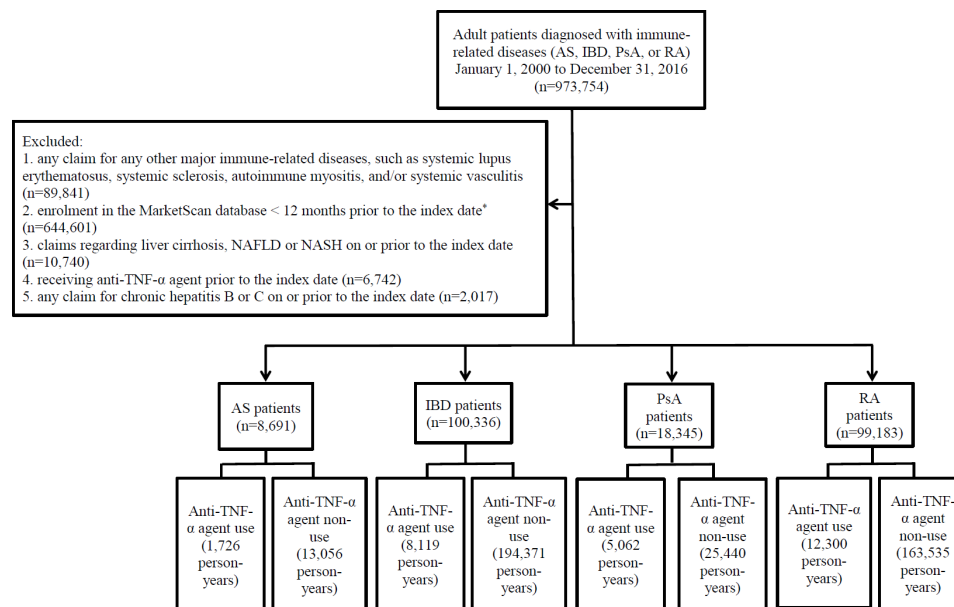 Adult patients diagnosed with immune-
related diseases (AS, IBD, PsA, or RA)
January 1, 2000 to December 31, 2016
(n=973,754)
Excluded:
1. any claim for any other major immune-related diseases, such as systemic lupus
erythematosus, systemic sclerosis, autoimmune myositis, and/or systemic vasculitis
(n=89,841)
2. enrolment in the MarketScan database < 12 months prior to the index date*
(n=644,601)
3. claims regarding liver cirrhosis, NAFLD or NASH on or prior to the index date
(n=10,740)
4. receiving anti-TNF-α agent prior to the index date (n=6,742)
5. any claim for chronic hepatitis B or C on or prior to the index date (n=2,017)
AS patients
(n=8,691)
IBD patients
(n=100,336)
PsA
patients
(n=18,345)
RA
patients
(n=99,183)
Anti-TNF-
α agent use
(1,726
person-
years)
Anti-TNF-α
agent non-
use
(13,056
person-
years)
Anti-TNF-
α agent use
(8,119
person-
years)
Anti-TNF-α
agent non-
use
(194,371
person-
years)
Anti-TNF-
α agent use
(5,062
person-
years)
Anti-TNF-
α agent
non-use
(25,440
person-
years)
Anti-TNF-α
agent use
(12,300
person-
years)
Anti-TNF-
α agent
non-use
(163,535
person-
years)